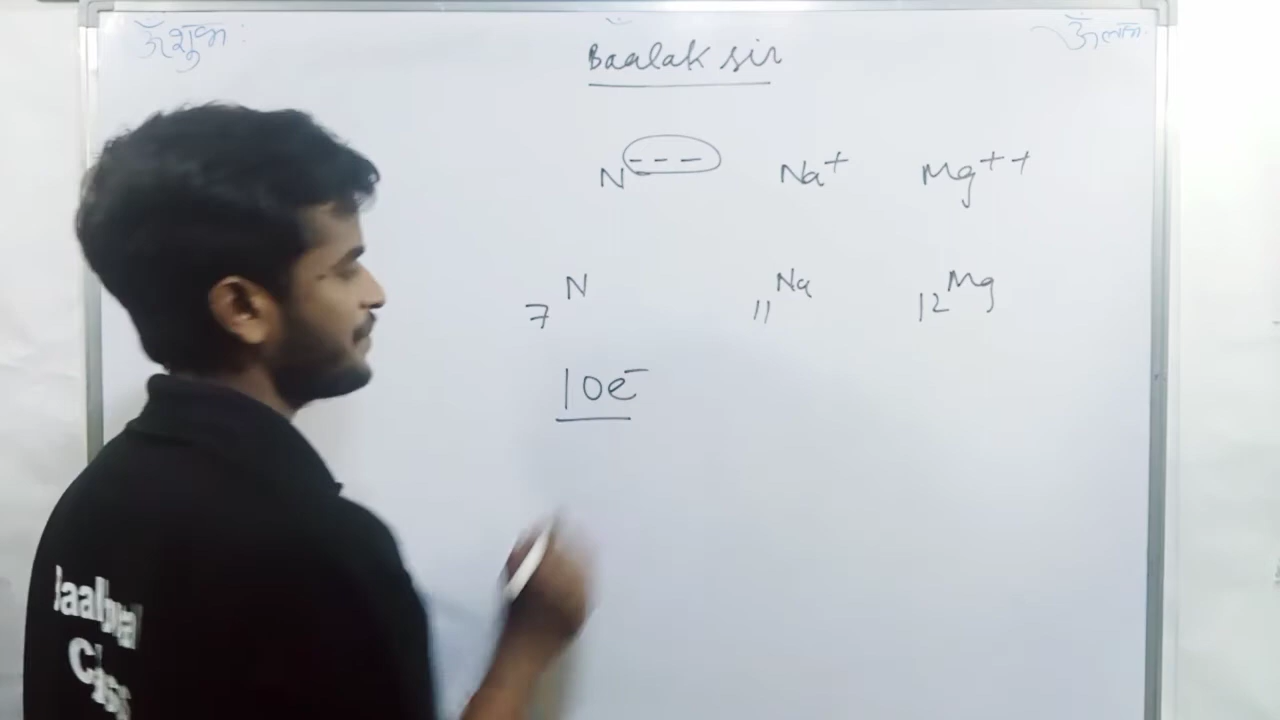 ॐ शुभ :
ॐ लाभ :
Baalak sir
N--- Na+ Mg++
7N 11Na 12Mg
10e-